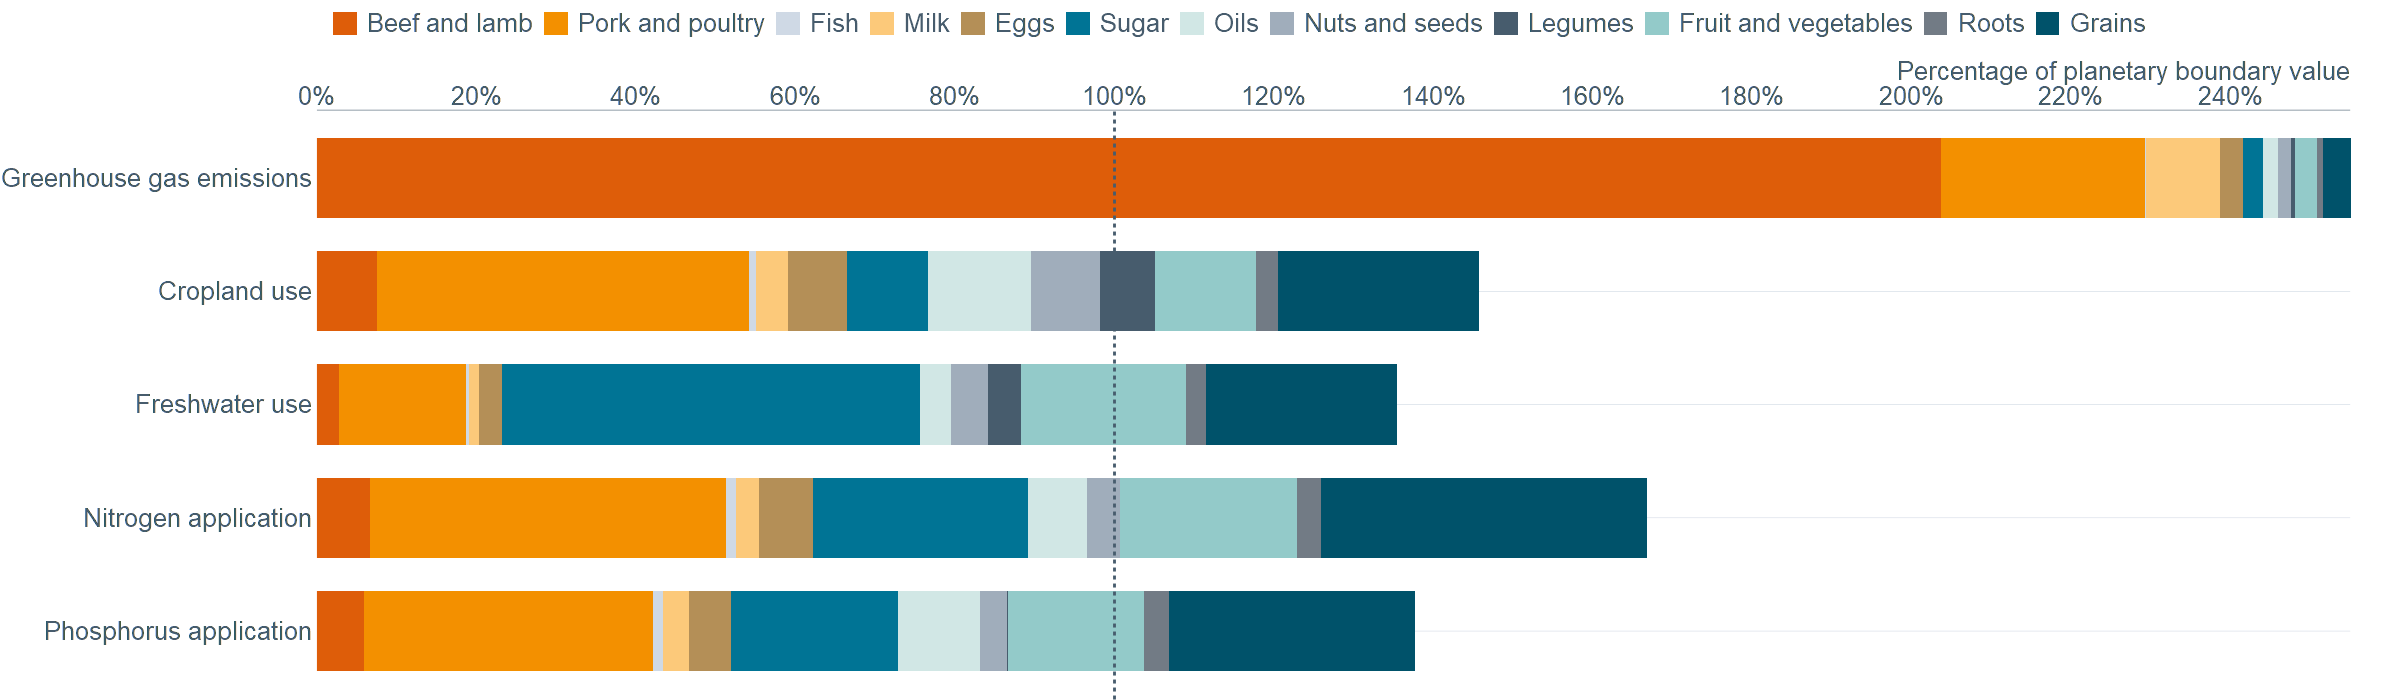 Beef and lamb Pork and poultry Fish Milk Eggs Sugar Oils Nuts and seeds Legumes Fruit and vegetables Roots Grains
Percentage of planetary boundary value
0% 20% 40% 60% 80% 100% 120% 140% 160% 180% 200% 220% 240%
Greenhouse gas emissions
Cropland use
Freshwater use
Nitrogen application
Phosphorus application